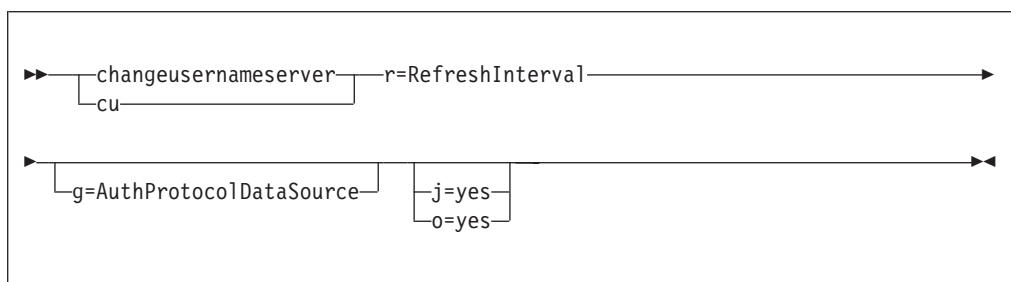 changeusernameserver r=RefreshInterval
cu
g=AuthProtocolDataSource j=yes
o=yes